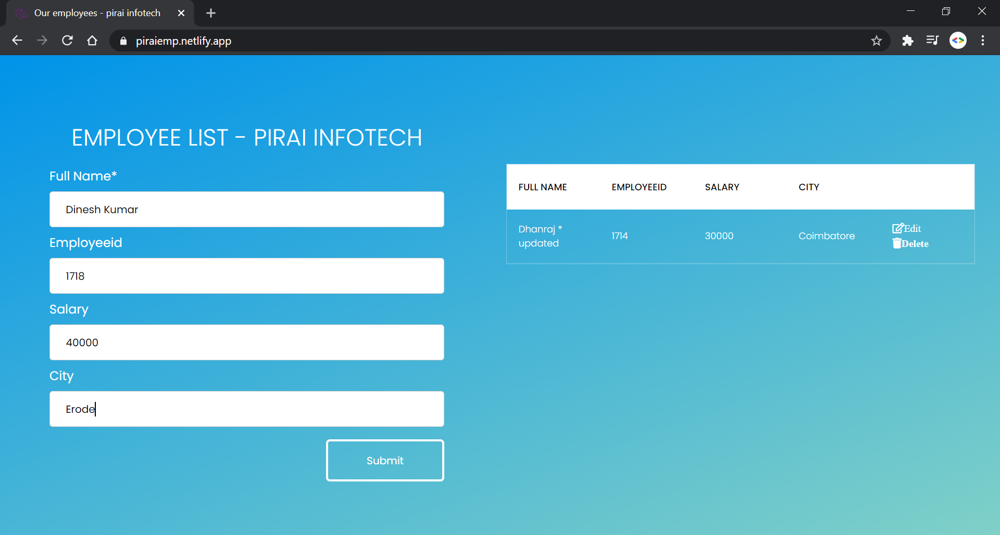 Our employees - pirai infotech
piraiemp.netlify.app
EMPLOYEE LIST - PIRAI INFOTECH
Full Name*
Dinesh Kumar
Employeeid
1718
Salary
40000
City
Erode
Submit
FULL NAME EMPLOYEEID SALARY CITY
Dhanraj * updated 1714 30000 Coimbatore Edit
Delete